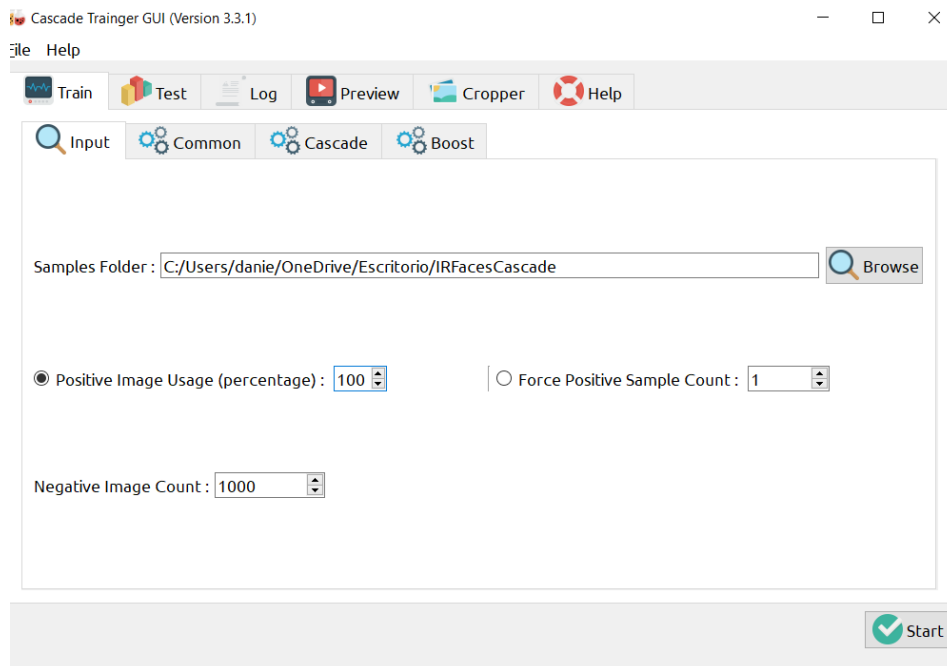 Cascade Trainger GUI (Version 3.3.1)
File Help
Train Test Log Preview Cropper Help
Input Common Cascade Boost
Samples Folder : C:/Users/danie/OneDrive/Escritorio/IRFacesCascade Browse
Positive Image Usage (percentage) : 100 Force Positive Sample Count : 1
Negative Image Count : 1000
Start